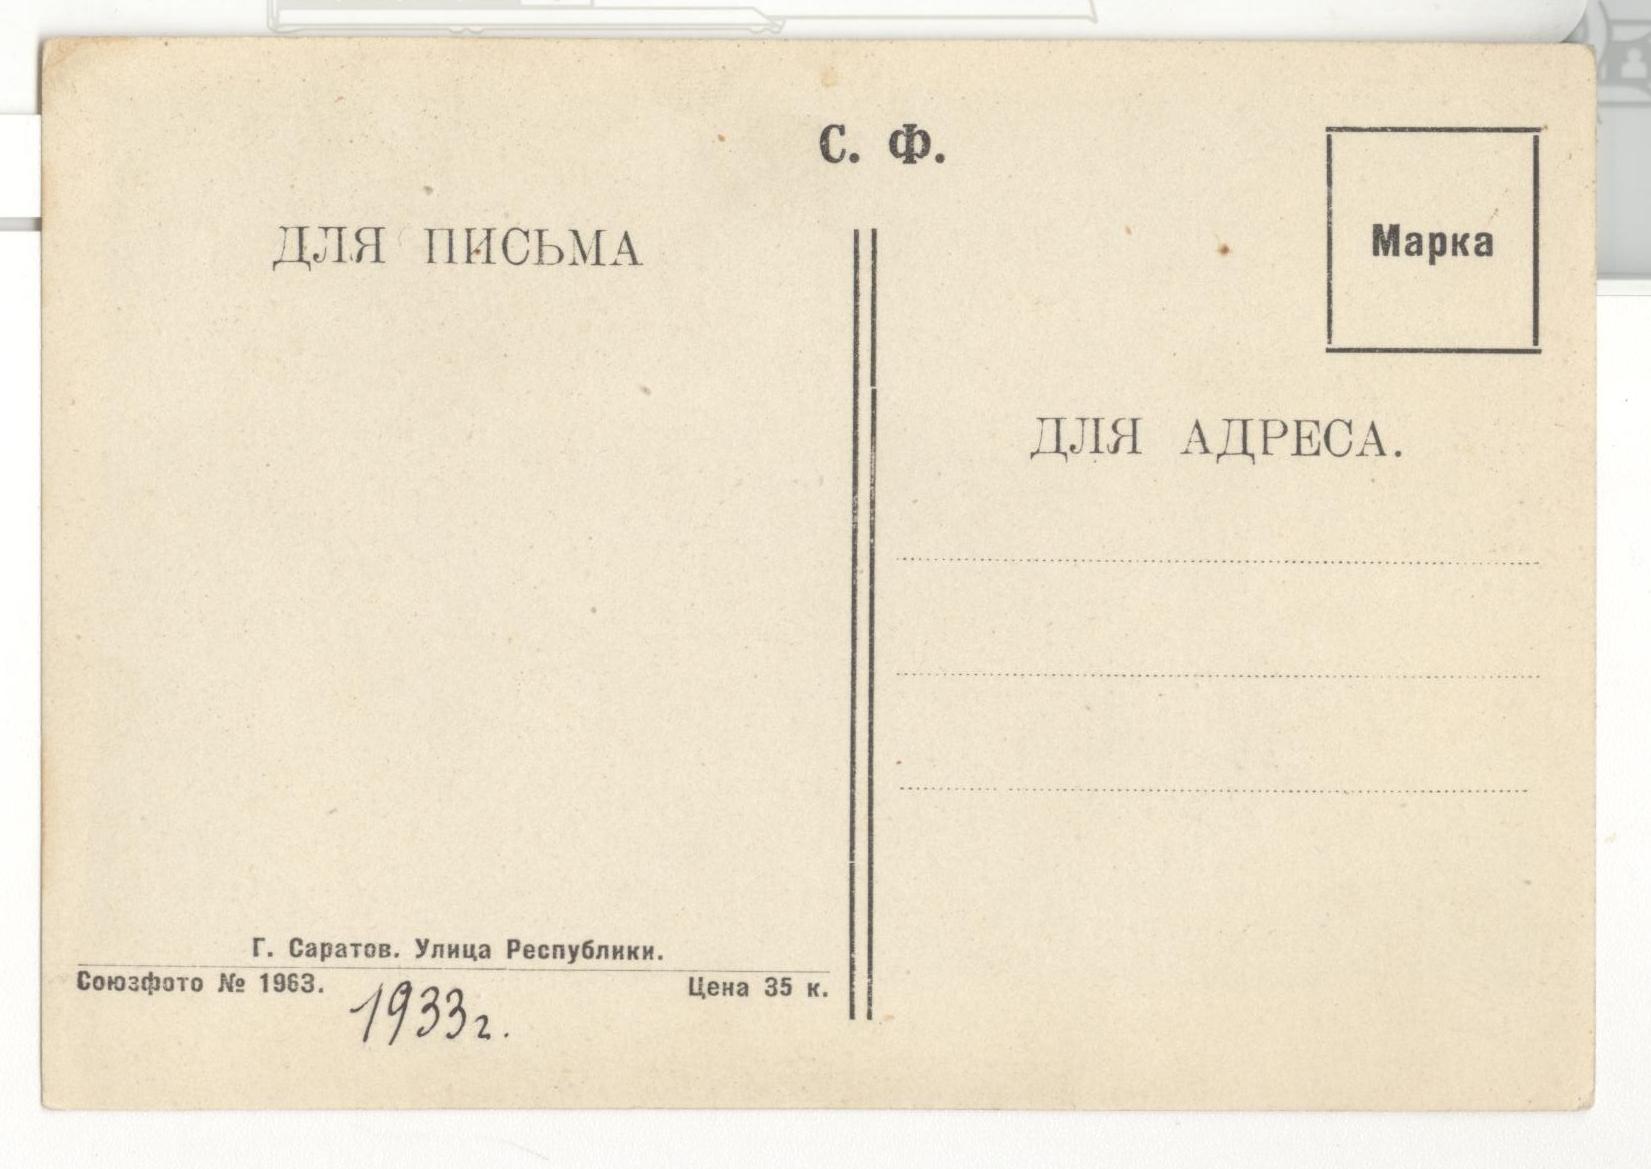 С. Ф.
ДЛЯ ПИСЬМА
Марка
ДЛЯ АДРЕСА.
Г. Саратов. Улица Республики.
Союзфото № 1963.
Цена 35 к.
1933г.